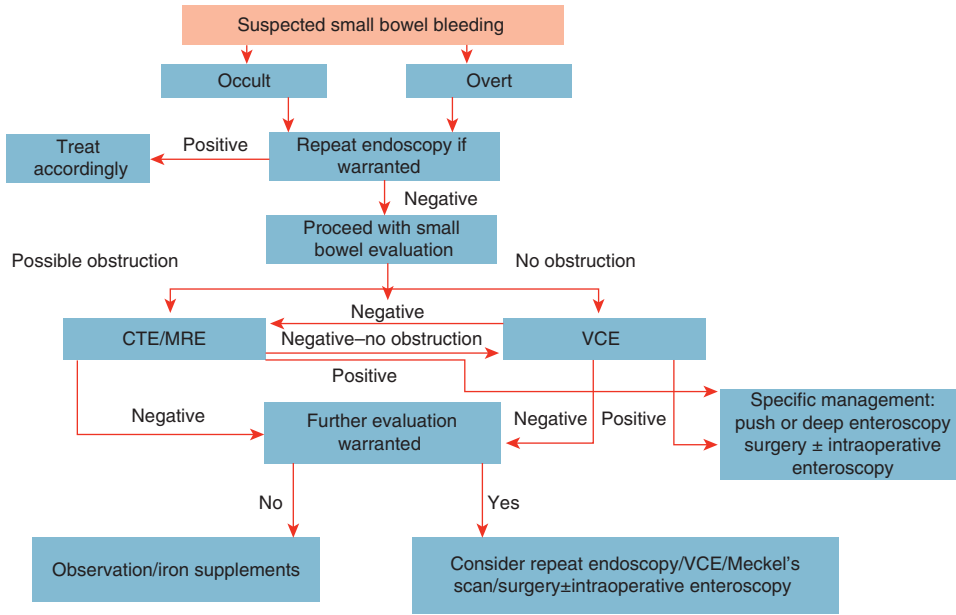 Suspected small bowel bleeding
Occult
Overt
Treat
accordingly
Positive
Repeat endoscopy if
warranted
Negative
Proceed with small
bowel evaluation
Possible obstruction
No obstruction
Negative
CTE/MRE
Negative–no obstruction
VCE
Positive
Negative
Further evaluation
warranted
Negative
Positive
Specific management:
push or deep enteroscopy
surgery ± intraoperative
enteroscopy
No
Yes
Observation/iron supplements
Consider repeat endoscopy/VCE/Meckel's
scan/surgery±intraoperative enteroscopy